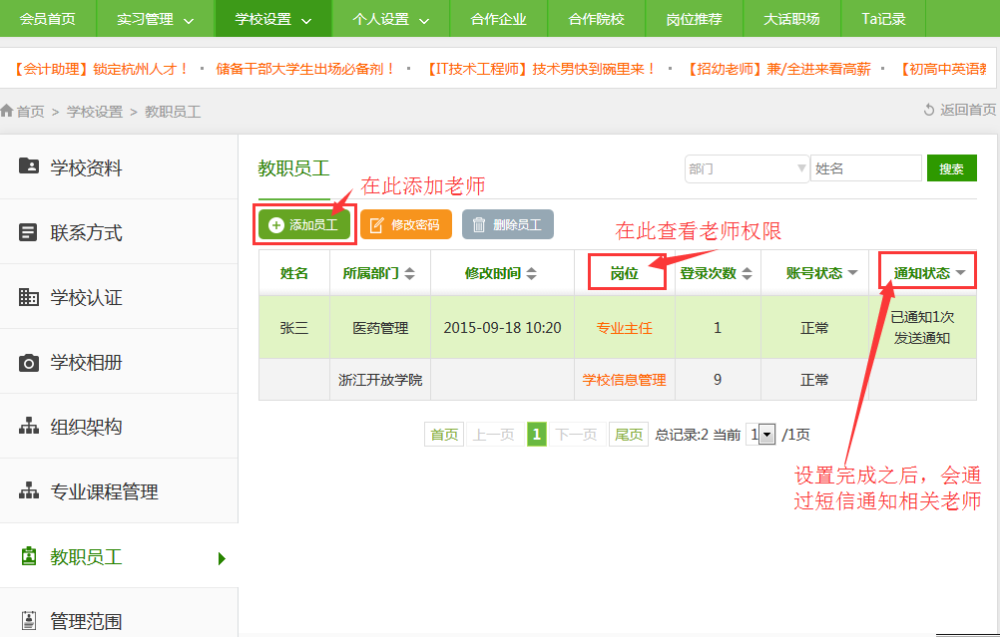 会员首页 实习管理 学校设置 个人设置 合作企业 合作院校 岗位推荐 大话职场 Ta记录
【会计助理】锁定杭州人才！ · 储备干部大学生出场必备剂！ · 【IT技术工程师】技术男快到碗里来！ · 【招幼老师】兼/全进来看高薪 · 【初高中英语
首页 > 学校设置 > 教职员工 返回首页
学校资料
联系方式
学校认证
学校相册
组织架构
专业课程管理
教职员工
管理范围
教职员工 部门 姓名 搜索
在此添加老师
添加员工 修改密码 删除员工
在此查看老师权限
姓名 所属部门 修改时间 岗位 登录次数 账号状态 通知状态
张三 医药管理 2015-09-18 10:20 专业主任 1 正常 已通知1次
发送通知
浙江开放学院 学校信息管理 9 正常
首页 上一页 1 下一页 尾页 总记录:2 当前 1 /1页
设置完成之后，会通
过短信通知相关老师